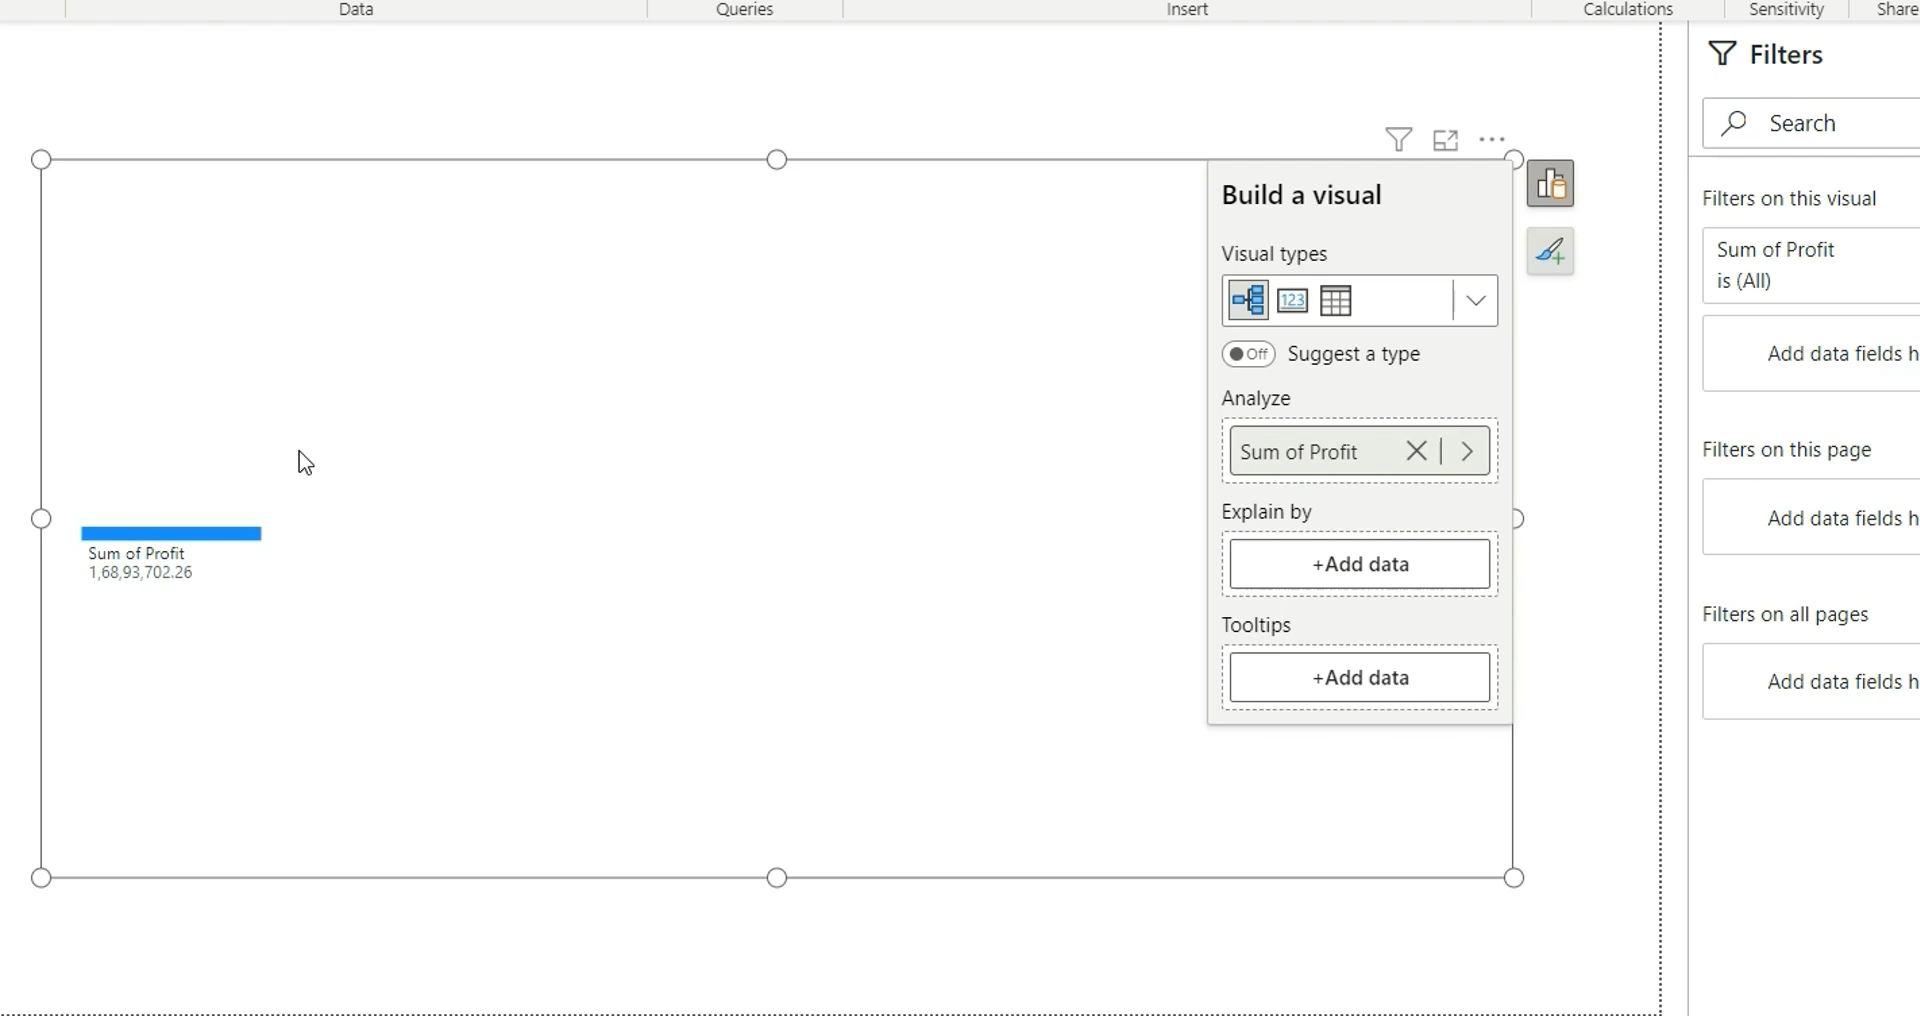 Data
Queries
Insert
Calculations
Sensitivity
Share
Filters
Search
Build a visual
Visual types
123
Off
Suggest a type
Analyze
Sum of Profit
Explain by
+Add data
Tooltips
+Add data
Sum of Profit
1,68,93,702.26
Filters on this visual
Sum of Profit
is (All)
Add data fields h
Filters on this page
Add data fields h
Filters on all pages
Add data fields h